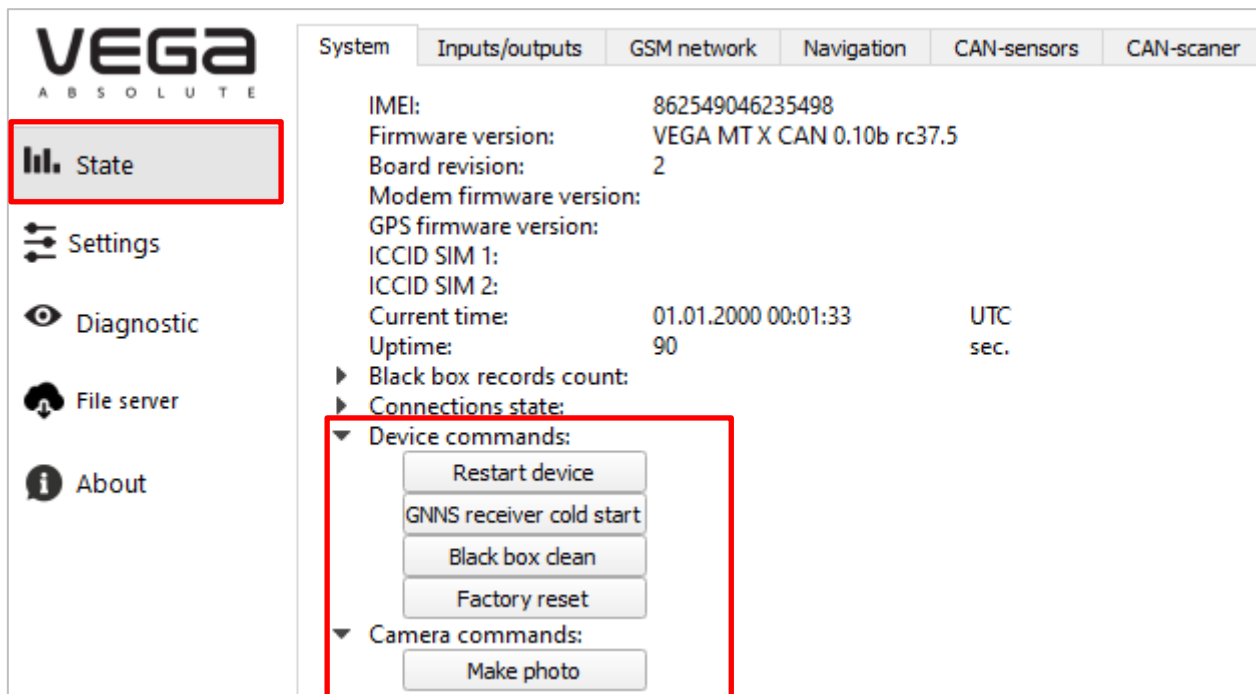 VEGA
ABSOLUTE
State
Settings
Diagnostic
File server
About
System Inputs/outputs GSM network Navigation CAN-sensors CAN-scaner
IMEI: 862549046235498
Firmware version: VEGA MT X CAN 0.10b rc37.5
Board revision: 2
Modem firmware version:
GPS firmware version:
ICCID SIM 1:
ICCID SIM 2:
Current time: 01.01.2000 00:01:33 UTC
Uptime: 90 sec.
Black box records count:
Connections state:
Device commands:
Restart device
GNNS receiver cold start
Black box clean
Factory reset
Camera commands:
Make photo